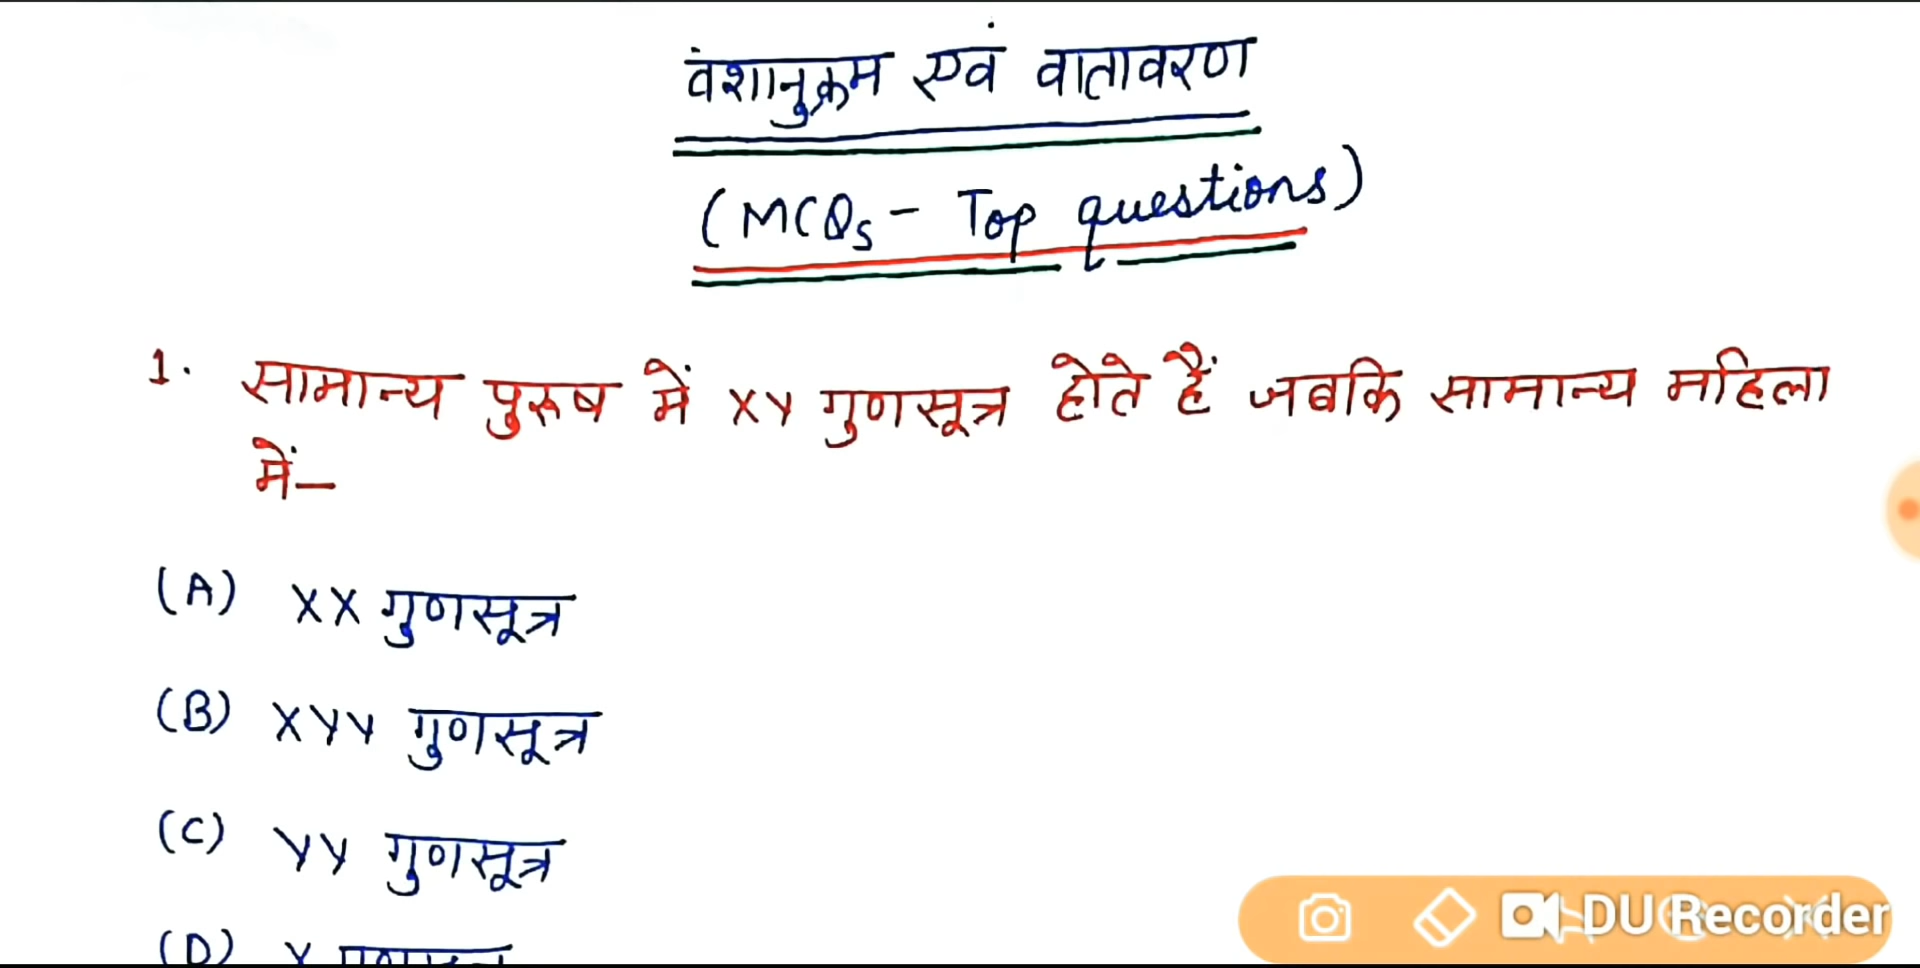 वंशानुक्रम एवं वातावरण
(MCQs - Top questions)
1. सामान्य पुरूष में XY गुणसूत्र होते हैं जबकि सामान्य महिला
में–
(A) XX गुणसूत्र
(B) XYY गुणसूत्र
(C) YY गुणसूत्र
(D)
DU Recorder